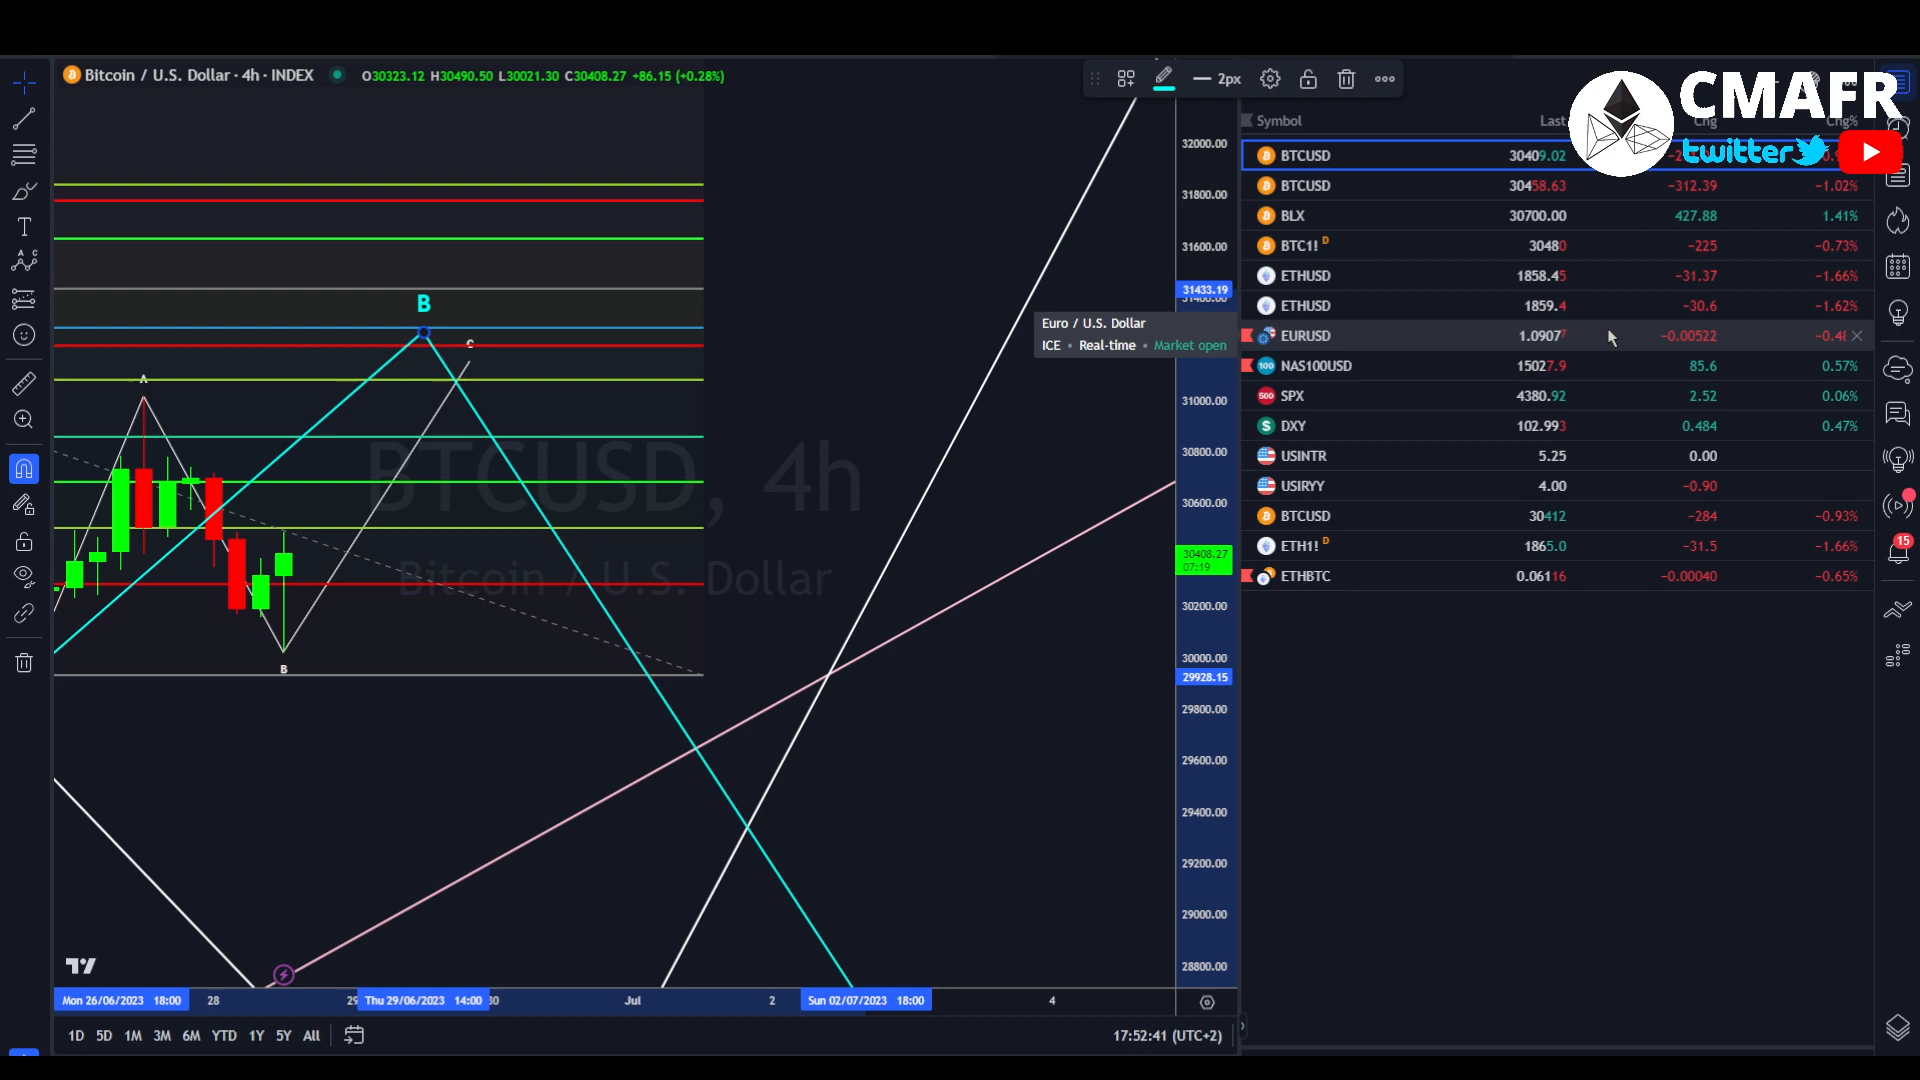 Bitcoin / U.S. Dollar · 4h · INDEX
O30323.12 H30490.50 L30021.30 C30408.27 +86.15 (+0.28%)
2px
CMAFR
twitter
Symbol Last Chg Chg%
BTCUSD 30409.02
BTCUSD 30458.63 −312.39 −1.02%
BLX 30700.00 427.88 1.41%
BTC1! D 30480 −225 −0.73%
ETHUSD 1858.45 −31.37 −1.66%
ETHUSD 1859.4 −30.6 −1.62%
EURUSD 1.09077 −0.00522
NAS100USD 15027.9 85.6 0.57%
SPX 4380.92 2.52 0.06%
DXY 102.993 0.484 0.47%
USINTR 5.25 0.00
USIRYY 4.00 −0.90
BTCUSD 30412 −284 −0.93%
ETH1! D 1865.0 −31.5 −1.66%
ETHBTC 0.06116 −0.00040 −0.65%
Euro / U.S. Dollar
ICE • Real-time • Market open
32000.00
31800.00
31600.00
31433.19
31400.00
31000.00
30800.00
30600.00
30408.27
07:19
30200.00
30000.00
29928.15
29800.00
29600.00
29400.00
29200.00
29000.00
28800.00
B
C
A
B
BTCUSD, 4h
Bitcoin / U.S. Dollar
15
Mon 26/06/2023 18:00 28 29 Thu 29/06/2023 14:00 30 Jul 2 Sun 02/07/2023 18:00 4
1D 5D 1M 3M 6M YTD 1Y 5Y All
17:52:41 (UTC+2)